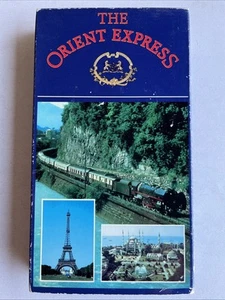 THE
ORIENT EXPRESS